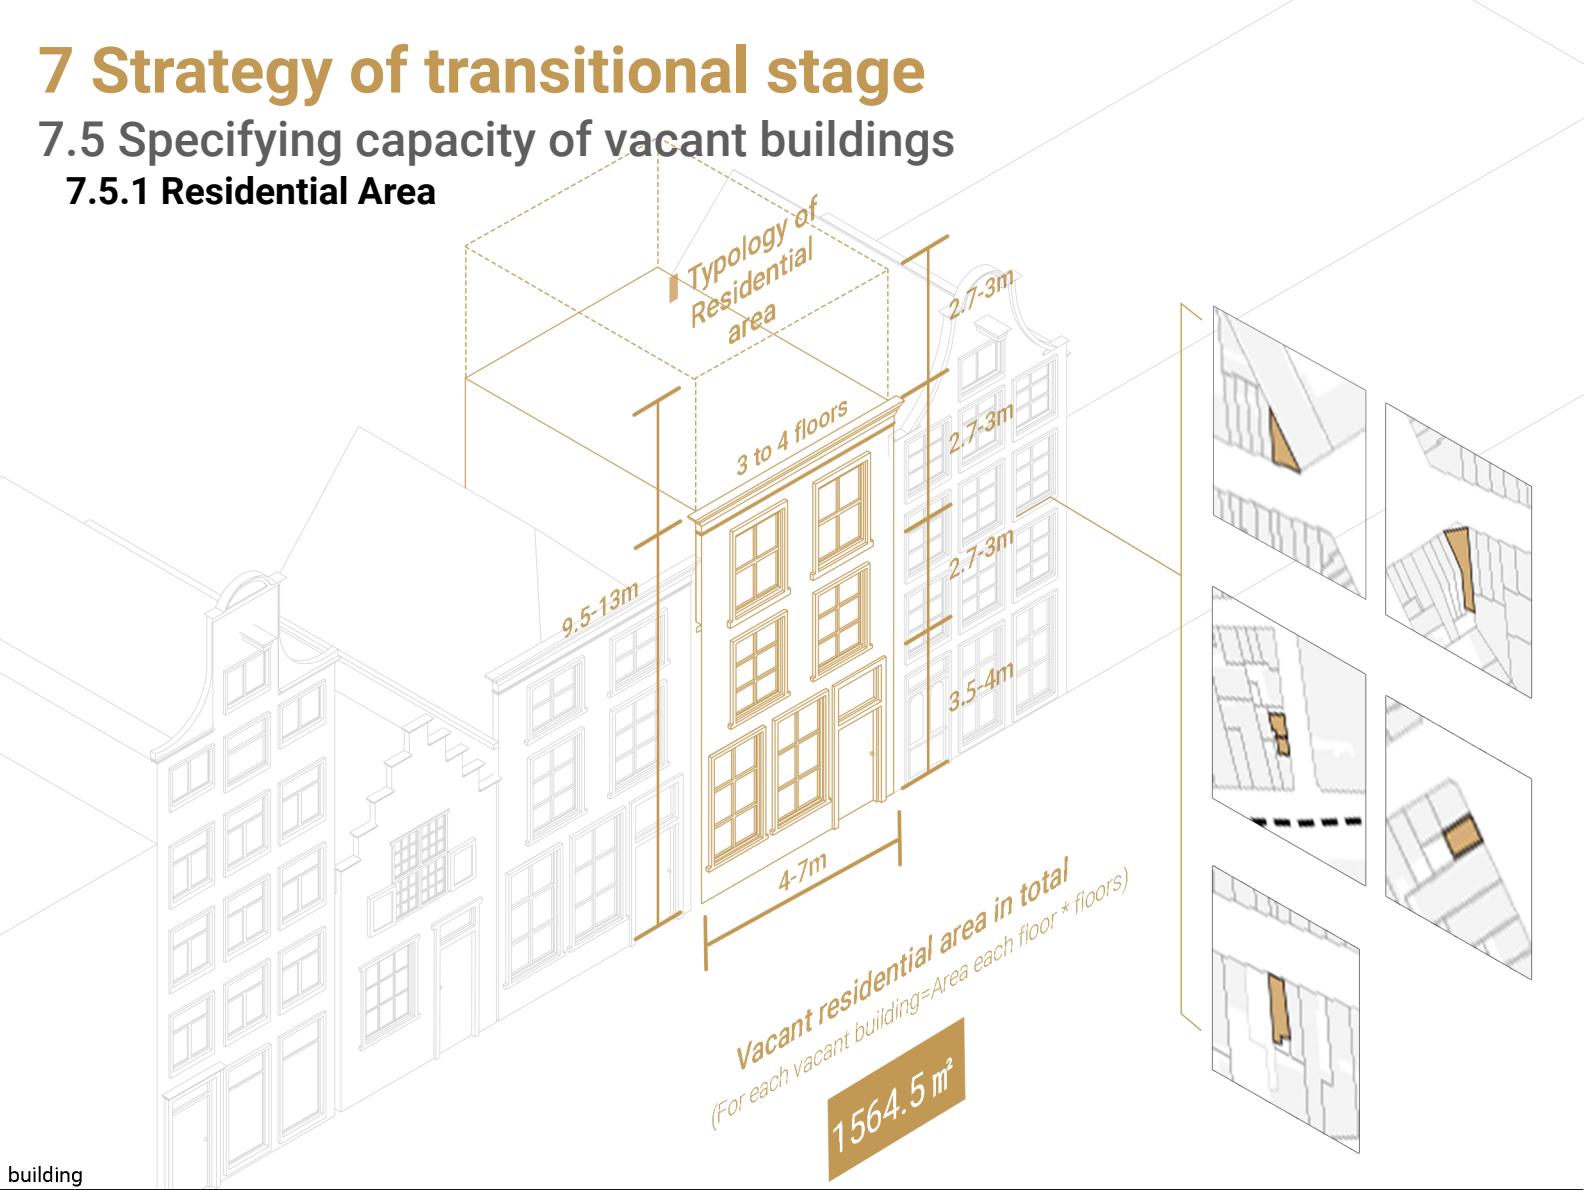 7 Strategy of transitional stage
7.5 Specifying capacity of vacant buildings
7.5.1 Residential Area
Typology of
Residential
area
2.7-3m
3 to 4 floors
2.7-3m
2.7-3m
9.5-13m
3.5-4m
4-7m
Vacant residential area in total
(For each vacant building=Area each floor * floors)
1564.5 m²
building